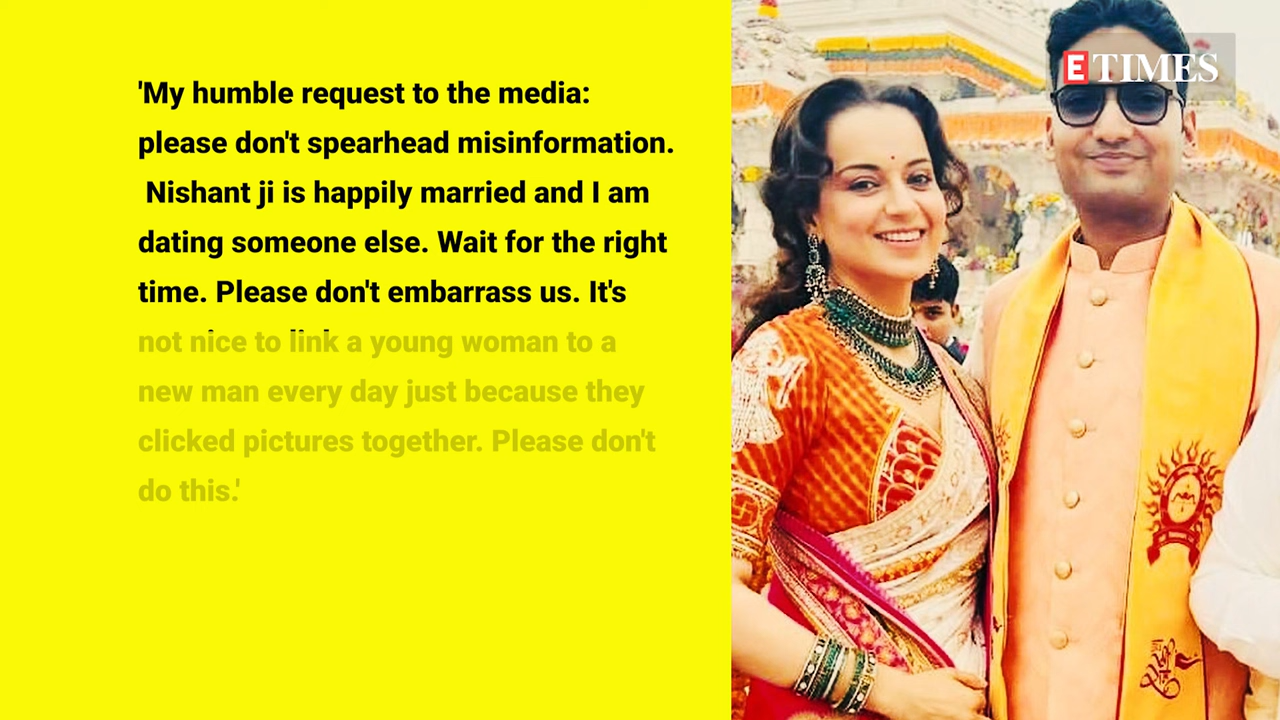 'My humble request to the media:
please don't spearhead misinformation.
Nishant ji is happily married and I am
dating someone else. Wait for the right
time. Please don't embarrass us. It's
not nice to link a young woman to a
new man every day just because they
clicked pictures together. Please don't
do this.'
E TIMES